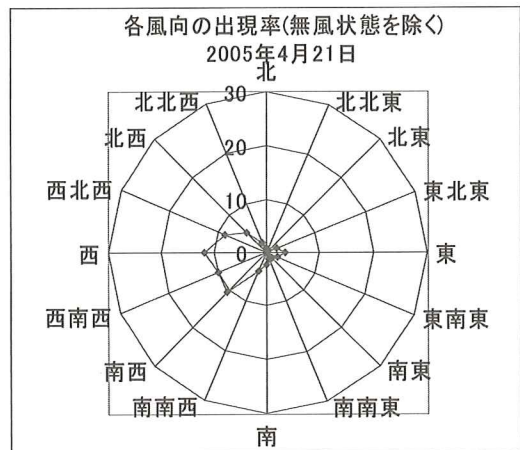 各風向の出現率(無風状態を除く)
2005年4月21日
北
北北西
30
北北東
北西
20
北東
西北西
10
東北東
西
0
東
西南西
東南東
南西
南東
南南西
南南東
南